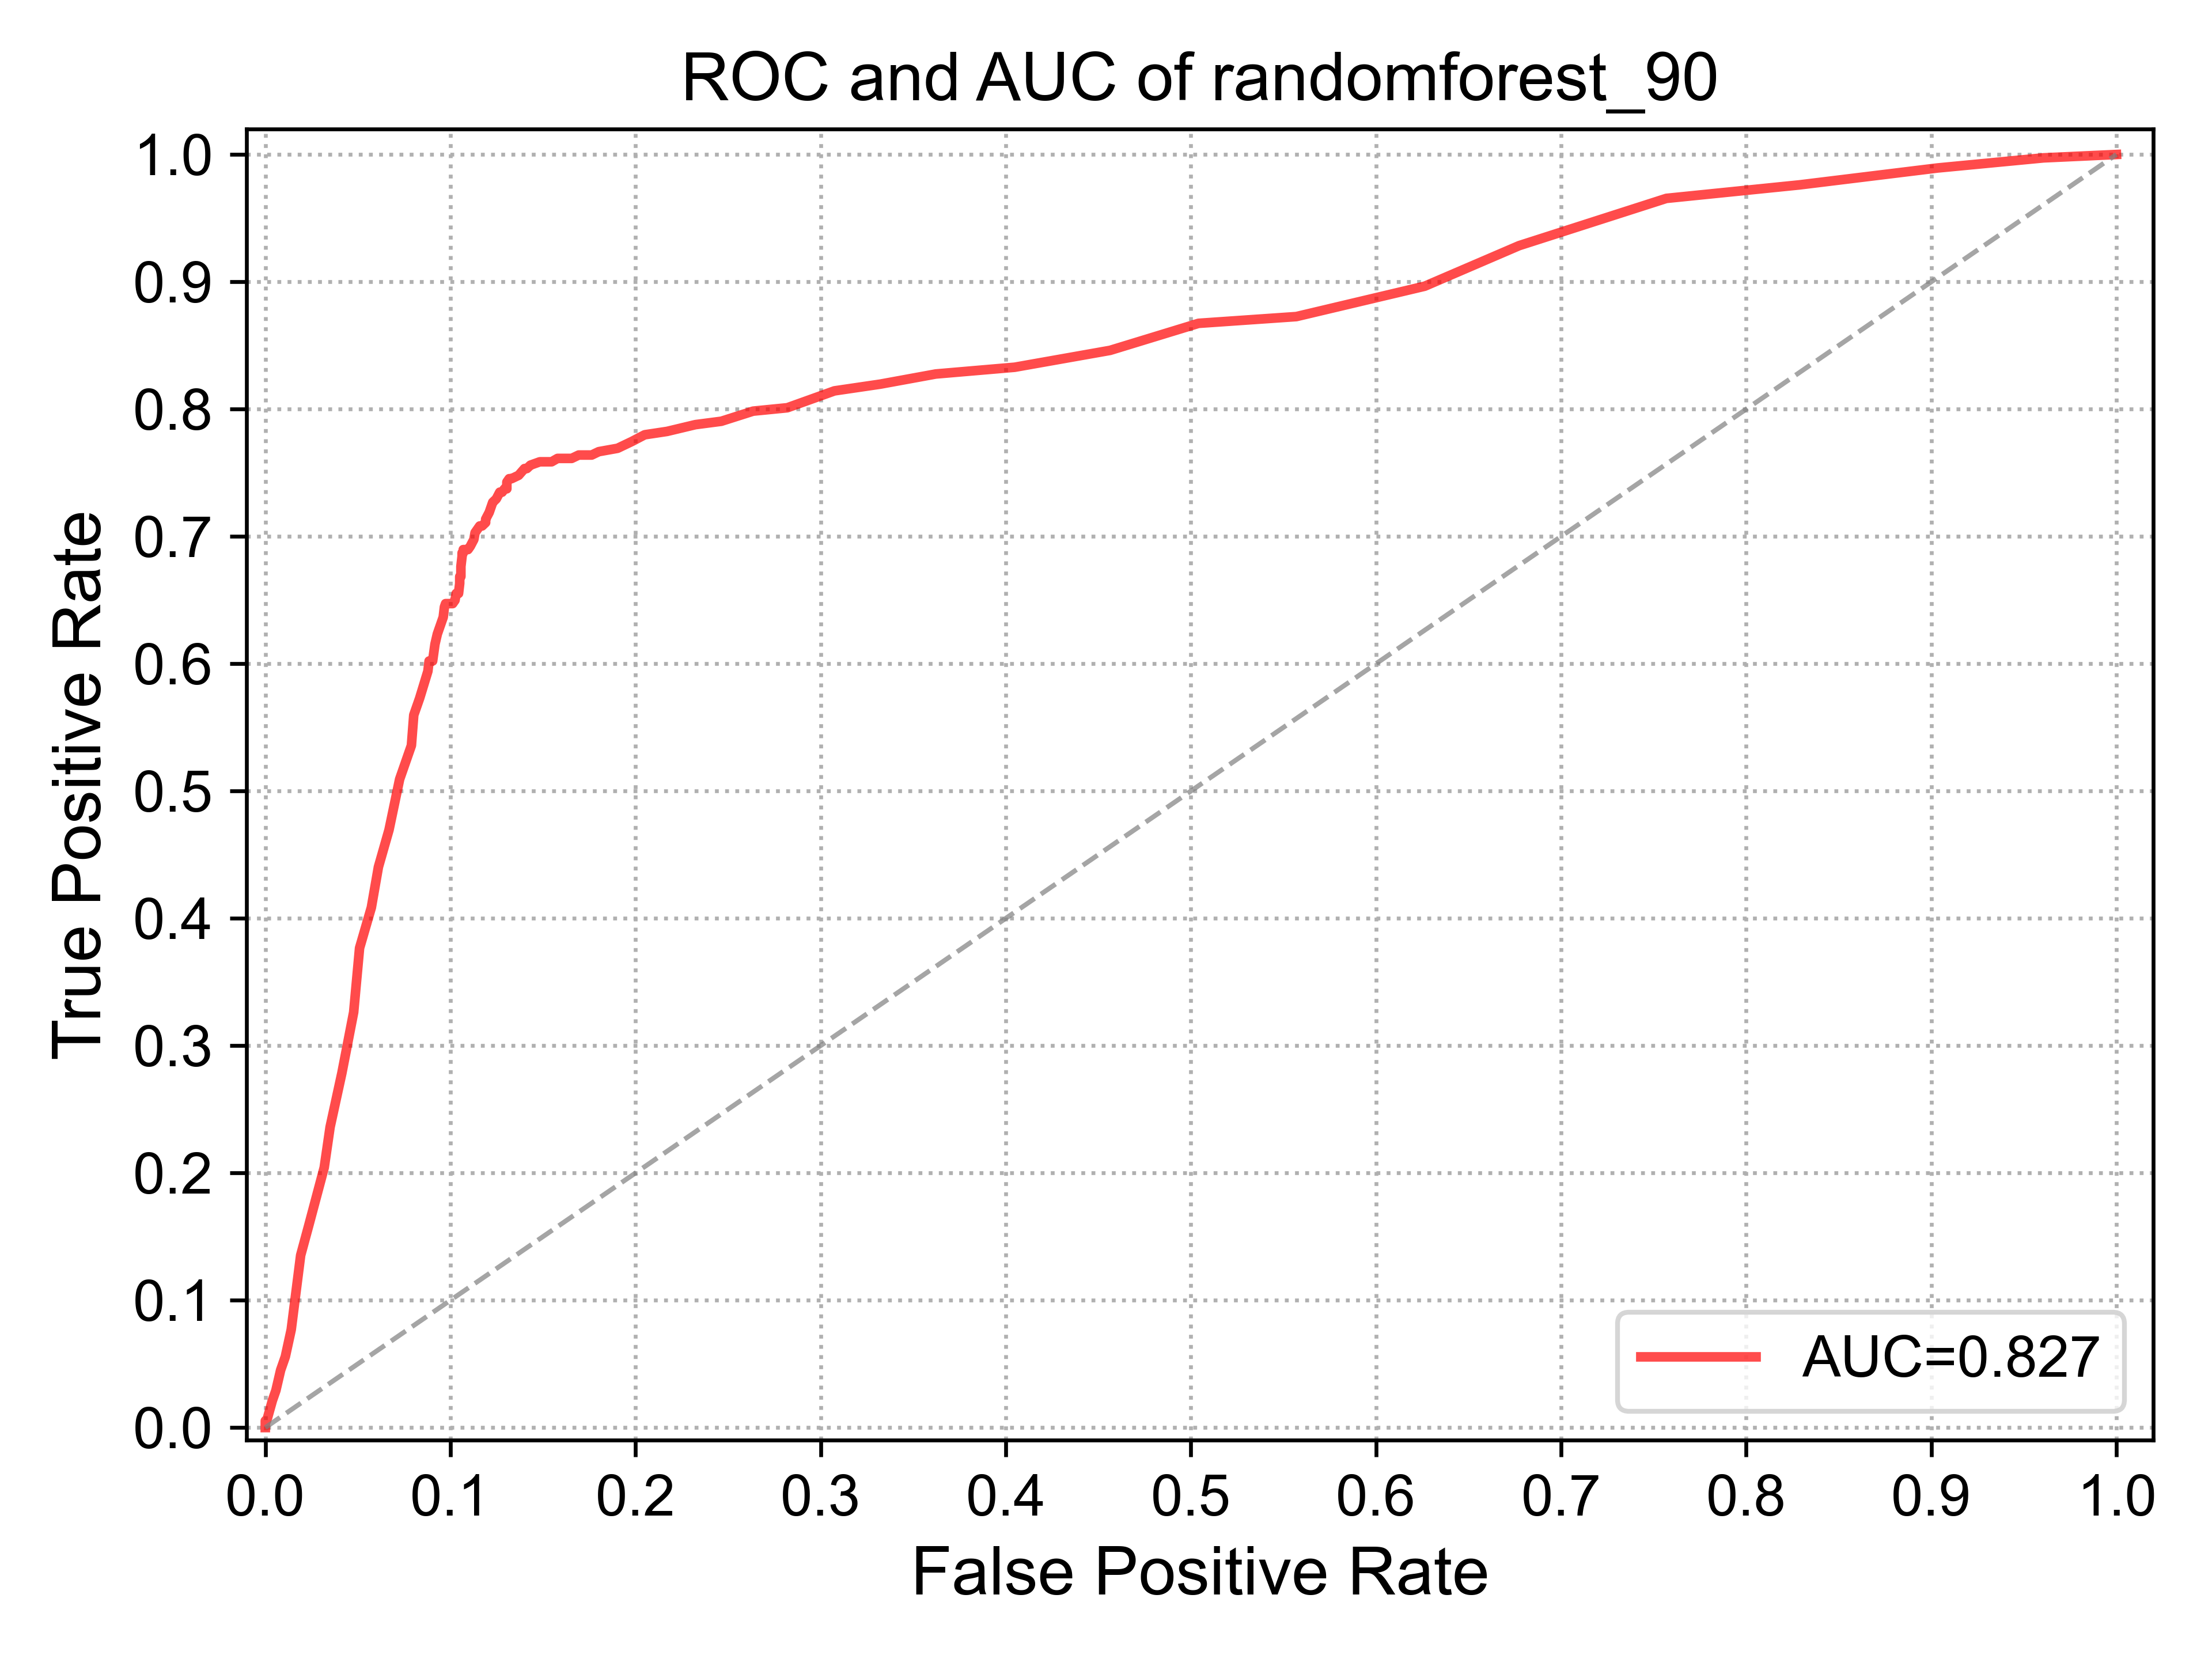 ROC and AUC of randomforest_90
True Positive Rate
1.0
0.9
0.8
0.7
0.6
0.5
0.4
0.3
0.2
0.1
0.0
AUC=0.827
0.0 0.1 0.2 0.3 0.4 0.5 0.6 0.7 0.8 0.9 1.0
False Positive Rate